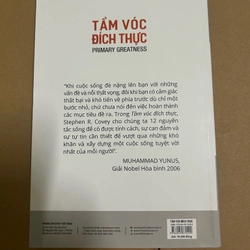 TẦM VÓC
ĐÍCH THỰC
PRIMARY GREATNESS
“Khi cuộc sống đè nặng lên bạn với những
vấn đề và nỗi thất vọng, đôi khi bạn có cảm giác
thất bại và khó tiến về phía trước dù chỉ một
bước nhỏ, chứ chưa nói đến việc hoàn thành
các mục tiêu đề ra. Trong Tầm vóc đích thực,
Stephen R. Covey cho chúng ta 12 nguyên
tắc sống để có được tính cách, sự can đảm và
sự tự tin cần thiết để vượt qua những khó
khăn và xây dựng một cuộc sống tuyệt vời
nhất của mỗi người”.
MUHAMMAD YUNUS,
Giải Nobel Hòa bình 2006
TẦM VÓC ĐÍCH THỰC